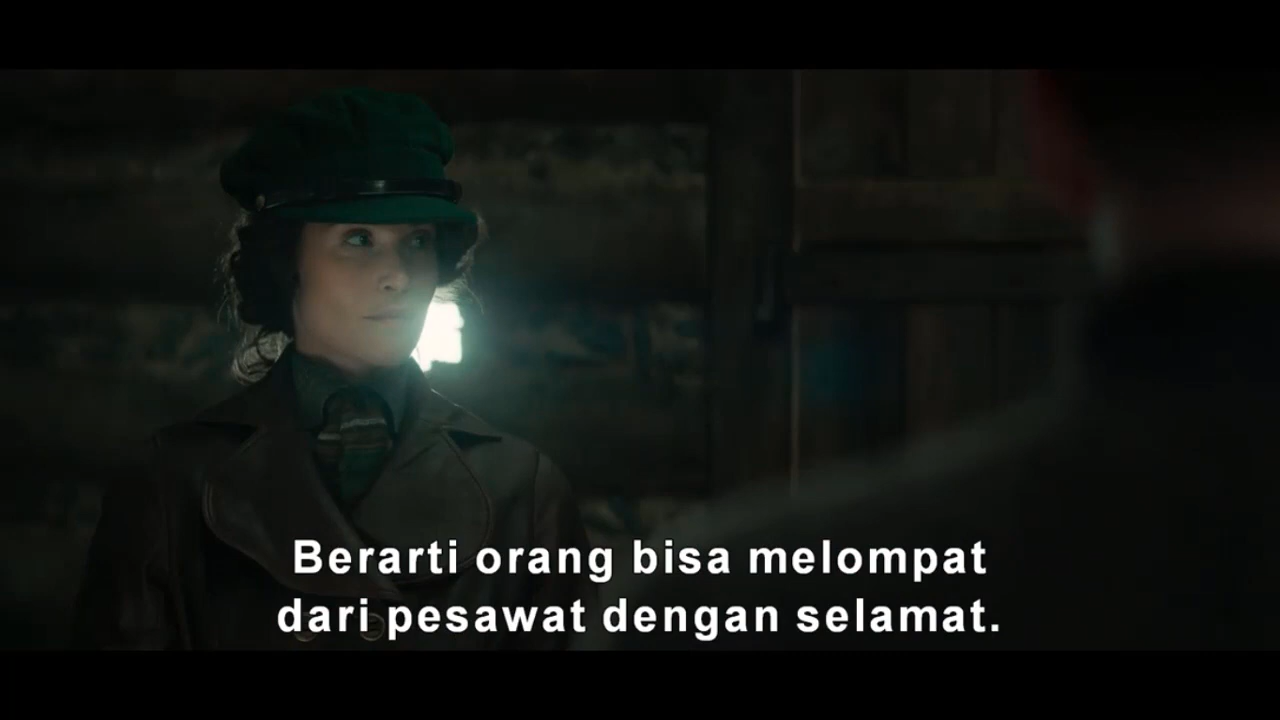 Berarti orang bisa melompat
dari pesawat dengan selamat.